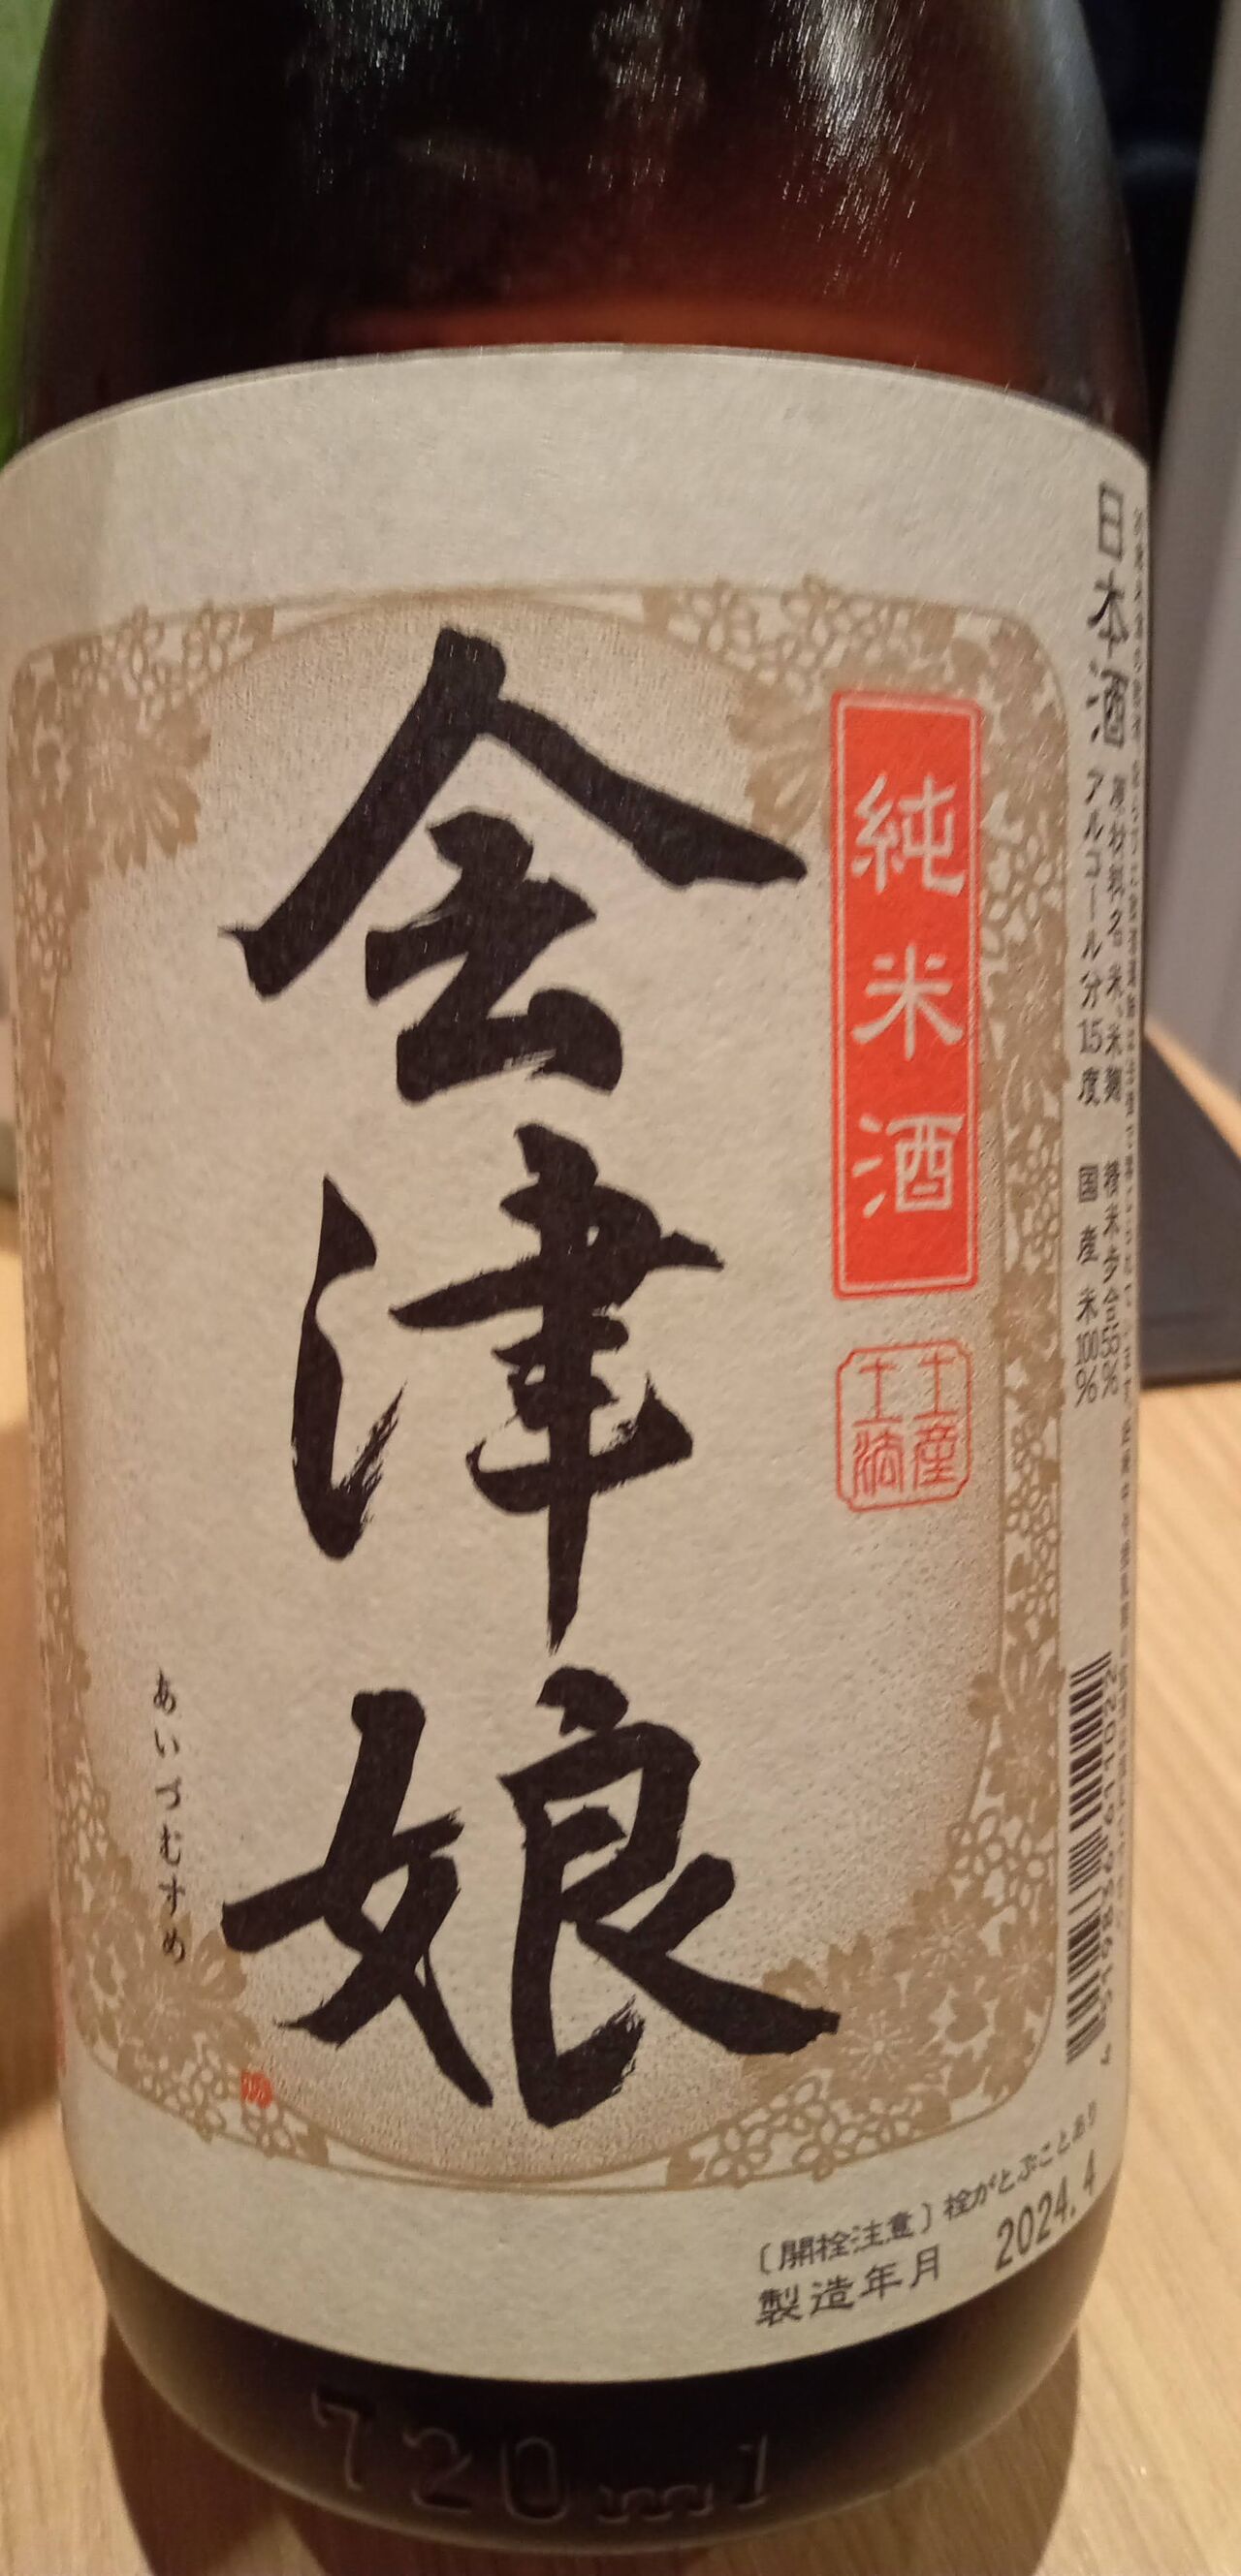 日本酒
原材料名 米、米麹 精米歩合55%
アルコール分15度 国産米100%
純米酒
土産
土法
会津娘
あいづむすめ
〔開栓注意〕栓がとぶことあり
製造年月 2024.4
720ml